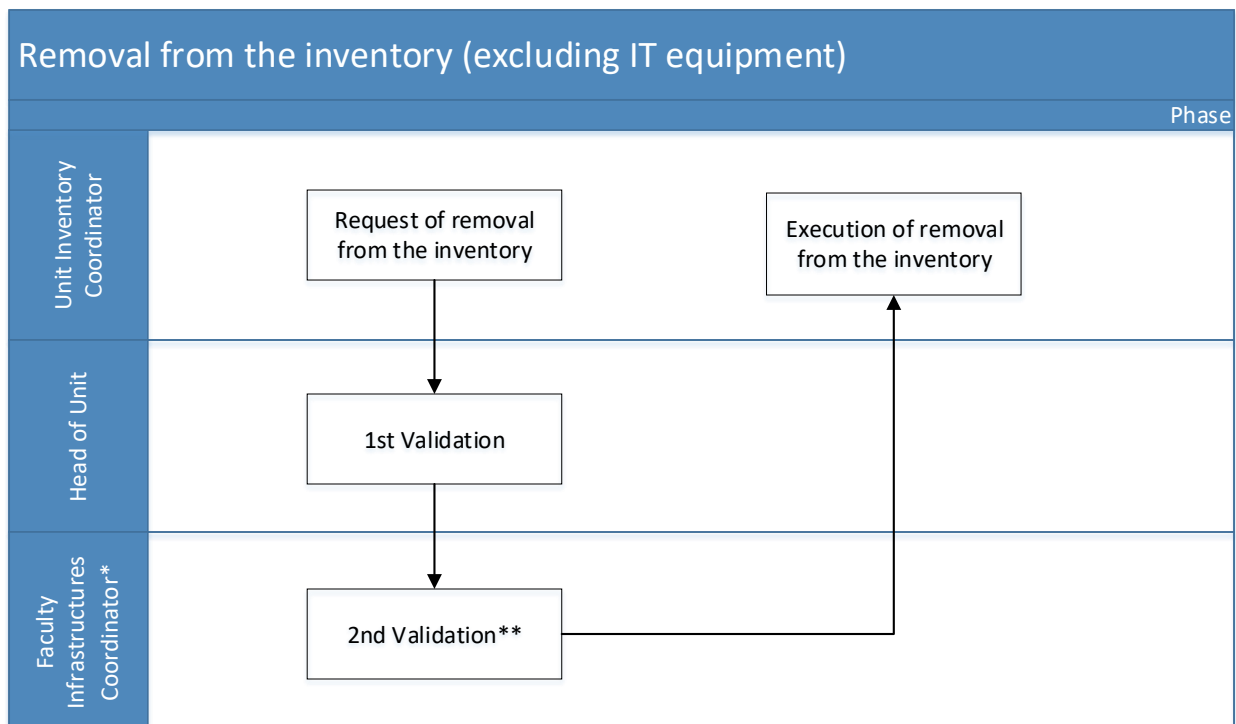 Removal from the inventory (excluding IT equipment)
Phase
Unit Inventory
Coordinator
Request of removal
from the inventory
Execution of removal
from the inventory
Head of Unit
1st Validation
Faculty
Infrastructures
Coordinator*
2nd Validation**